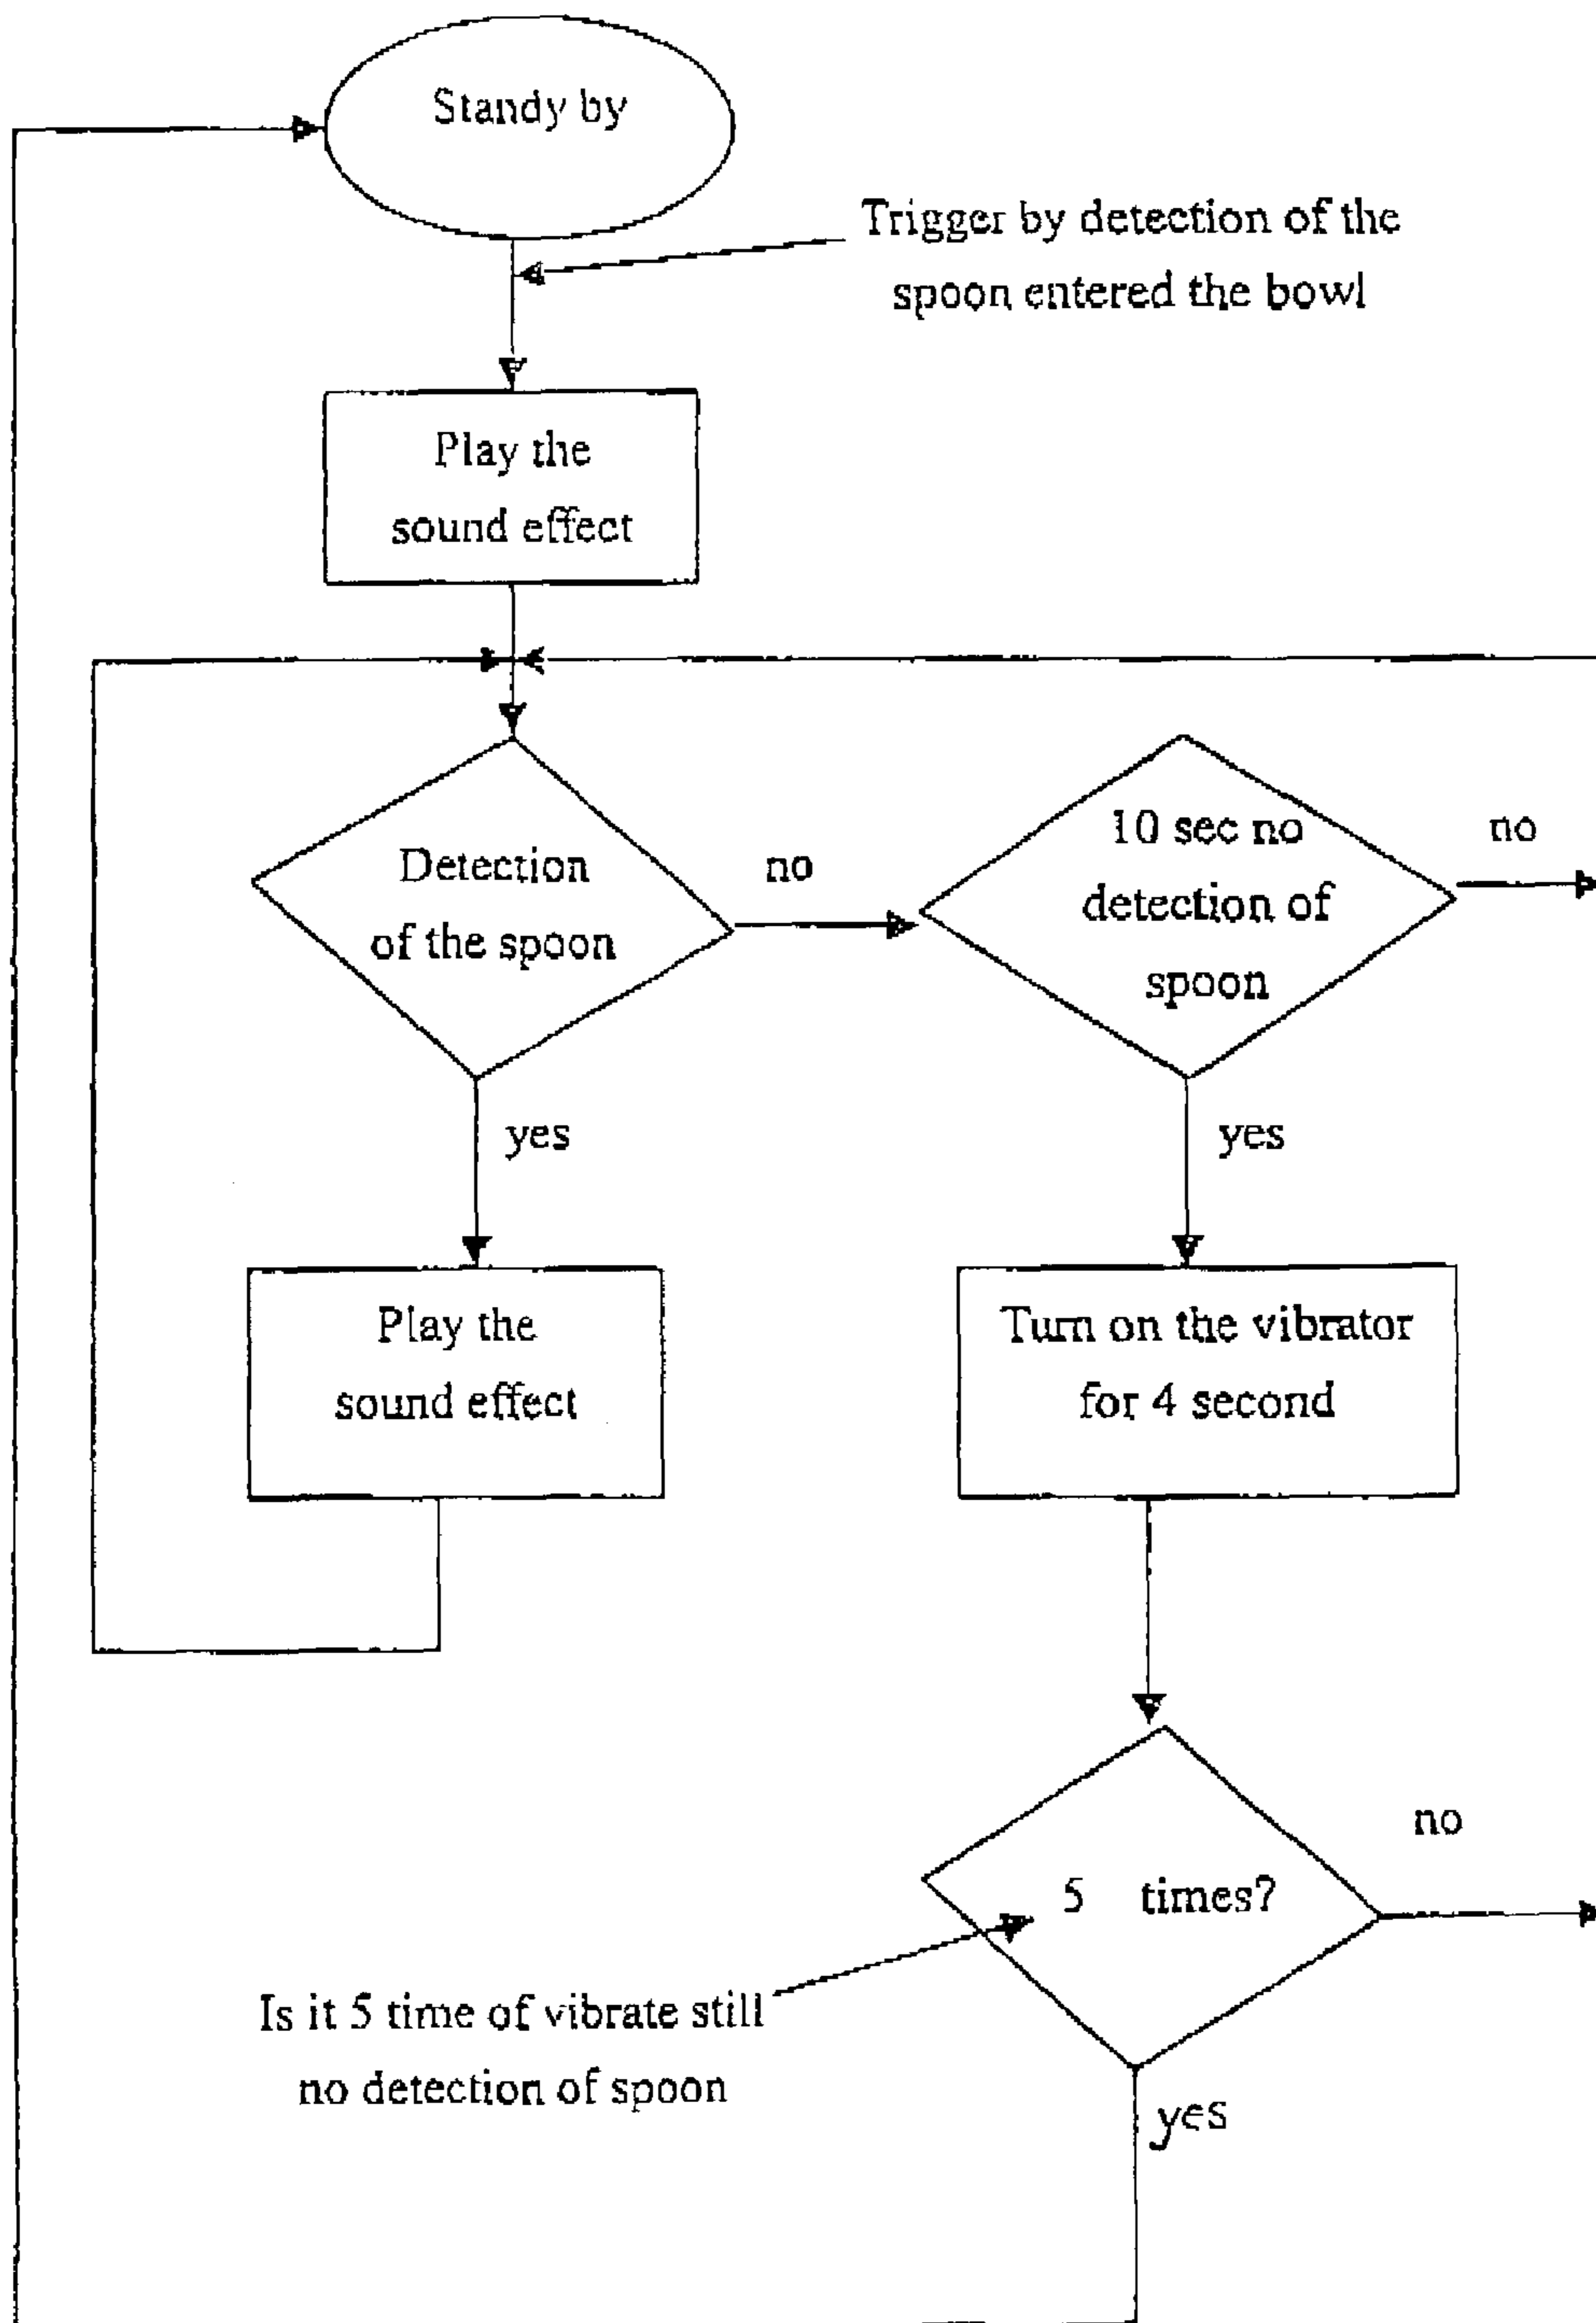 Standy by
Trigger by detection of the
spoon entered the bowl
Play the
sound effect
Detection
of the spoon
no
10 sec no
detection of
spoon
no
yes
yes
Play the
sound effect
Turn on the vibrator
for 4 second
no
5 times?
Is it 5 time of vibrate still
no detection of spoon
yes